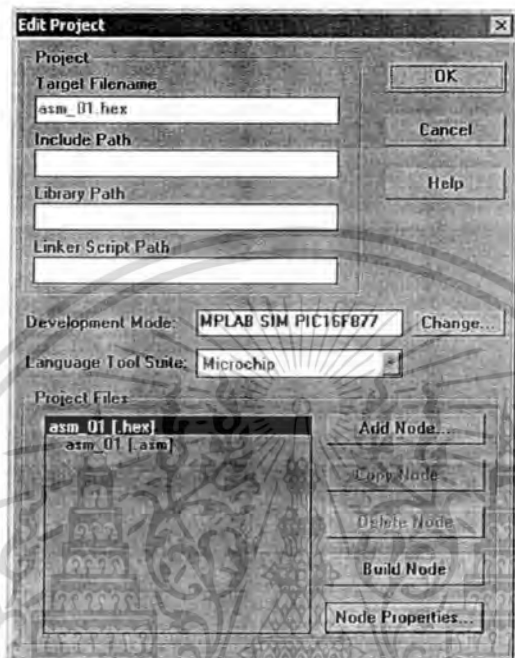 Edit Project
Project
Target Filename
asm_01.hex
Include Path
Library Path
Linker Script Path
OK
Cancel
Help
Development Mode: MPLAB SIM PIC16F877 Change...
Language Tool Suite: Microchip
Project Files
asm_01 [.hex]
asm_01 [.asm]
Add Node...
Copy Node
Delete Node
Build Node
Node Properties...